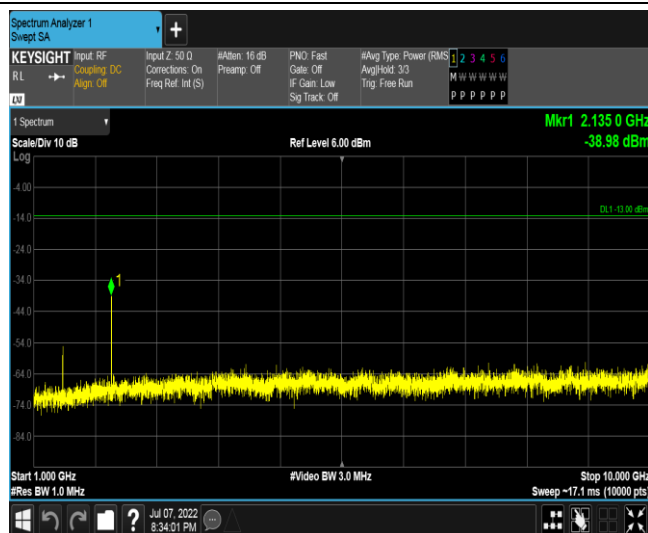 Spectrum Analyzer 1
Swept SA
+
KEYSIGHT
RL
LXI
Input: RF
Coupling: DC
Align: Off
Input Z: 50 Ω
Corrections: On
Freq Ref: Int (S)
#Atten: 16 dB
Preamp: Off
PNO: Fast
Gate: Off
IF Gain: Low
Sig Track: Off
#Avg Type: Power (RMS
Avg|Hold: 3/3
Trig: Free Run
1 2 3 4 5 6
M W W W W W
P P P P P P
1 Spectrum
Mkr1 2.135 0 GHz
Scale/Div 10 dB
Ref Level 6.00 dBm
-38.98 dBm
Log
-4.00
DL1 -13.00 dBm
-14.0
-24.0
-34.0
1
-44.0
-54.0
-64.0
-74.0
-84.0
Start 1.000 GHz
#Video BW 3.0 MHz
Stop 10.000 GHz
#Res BW 1.0 MHz
Sweep ~17.1 ms (10000 pts)
?
Jul 07, 2022
8:34:01 PM